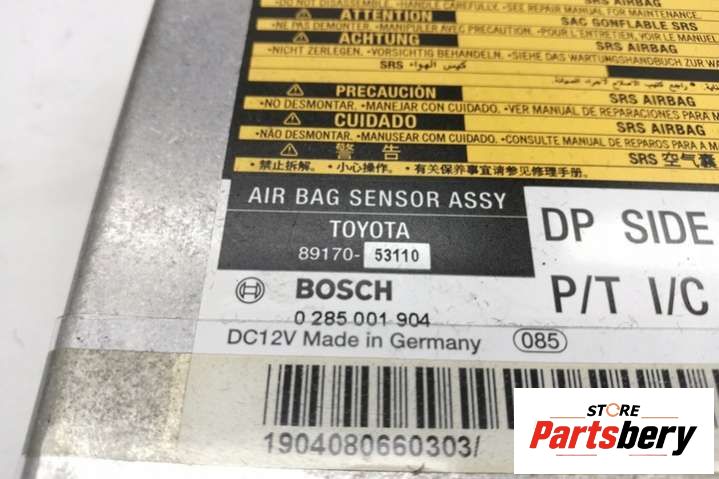 •DO NOT DISASSEMBLE. •HANDLE CAREFULLY. •SEE REPAIR MANUAL FOR MAINTENANCE.
ATTENTION SAC GONFLABLE SRS
•NE PAS DEMONTER. •MANIPULER AVEC PRECAUTION. •POUR L'ENTRETIEN, VOIR LE MANUEL
ACHTUNG SRS AIRBAG
•NICHT ZERLEGEN. •VORSICHTIG BEHANDELN. •SIEHE DAS WARTUNGSHANDBUCH ZUR WAR
كيس الهواء SRS
PRECAUCIÓN SRS AIRBAG
•NO DESMONTAR. •MANEJAR CON CUIDADO. •VER MANUAL DE REPARACIONES PARA MA
CUIDADO SRS AIRBAG
•NÃO DESMONTAR. •MANUSEAR COM CUIDADO. •CONSULTE MANUAL DE REPAROS PARA A MA
警 告 SRS 空气囊
•禁止拆解。 •小心操作。 •有关保养事宜请参见修理手册.
AIR BAG SENSOR ASSY
TOYOTA
89170- 53110
DP SIDE
BOSCH
P/T I/C
0 285 001 904
DC12V Made in Germany 085
1904080660303/
STORE
Partsbery